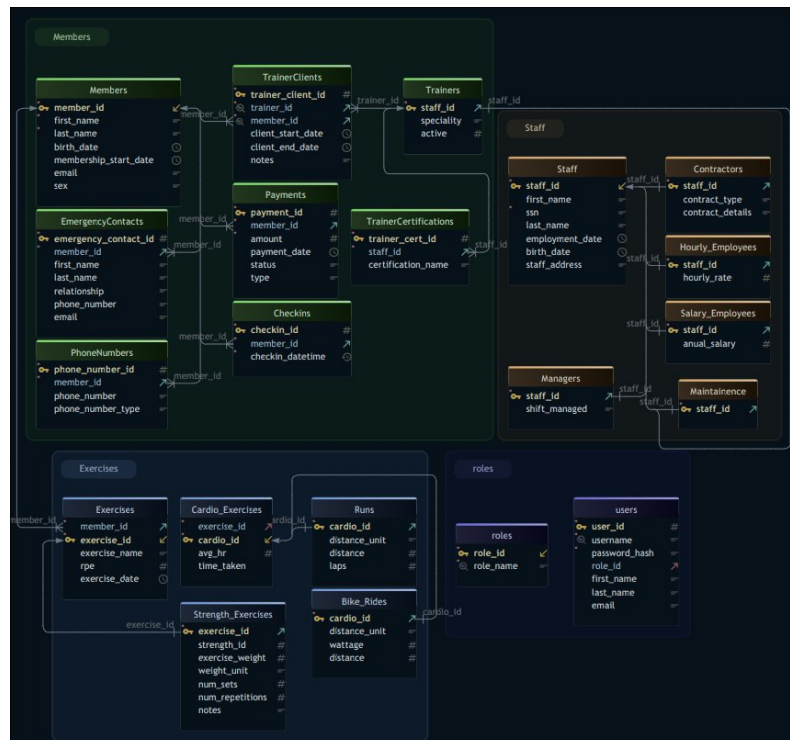 Members
Members
member_id
first_name
last_name
birth_date
membership_start_date
email
sex
TrainerClients
trainer_client_id
trainer_id
member_id
client_start_date
client_end_date
notes
Trainers
staff_id
speciality
active
trainer_id
staff_id
member_id
Payments
payment_id
member_id
amount
payment_date
status
type
member_id
EmergencyContacts
emergency_contact_id
member_id
first_name
last_name
relationship
phone_number
email
member_id
TrainerCertifications
trainer_cert_id
staff_id
certification_name
staff_id
Checkins
checkin_id
member_id
checkin_datetime
member_id
PhoneNumbers
phone_number_id
member_id
phone_number
phone_number_type
member_id
Staff
Staff
staff_id
first_name
ssn
last_name
employment_date
birth_date
staff_address
Contractors
staff_id
contract_type
contract_details
staff_id
Hourly_Employees
staff_id
hourly_rate
staff_id
Salary_Employees
staff_id
anual_salary
staff_id
Managers
staff_id
shift_managed
staff_id
Maintainence
staff_id
staff_id
Exercises
Exercises
member_id
exercise_id
exercise_name
rpe
exercise_date
member_id
Cardio_Exercises
exercise_id
cardio_id
avg_hr
time_taken
Runs
cardio_id
distance_unit
distance
laps
cardio_id
Strength_Exercises
exercise_id
strength_id
exercise_weight
weight_unit
num_sets
num_repetitions
notes
exercise_id
Bike_Rides
cardio_id
distance_unit
wattage
distance
cardio_id
roles
roles
role_id
role_name
users
user_id
username
password_hash
role_id
first_name
last_name
email